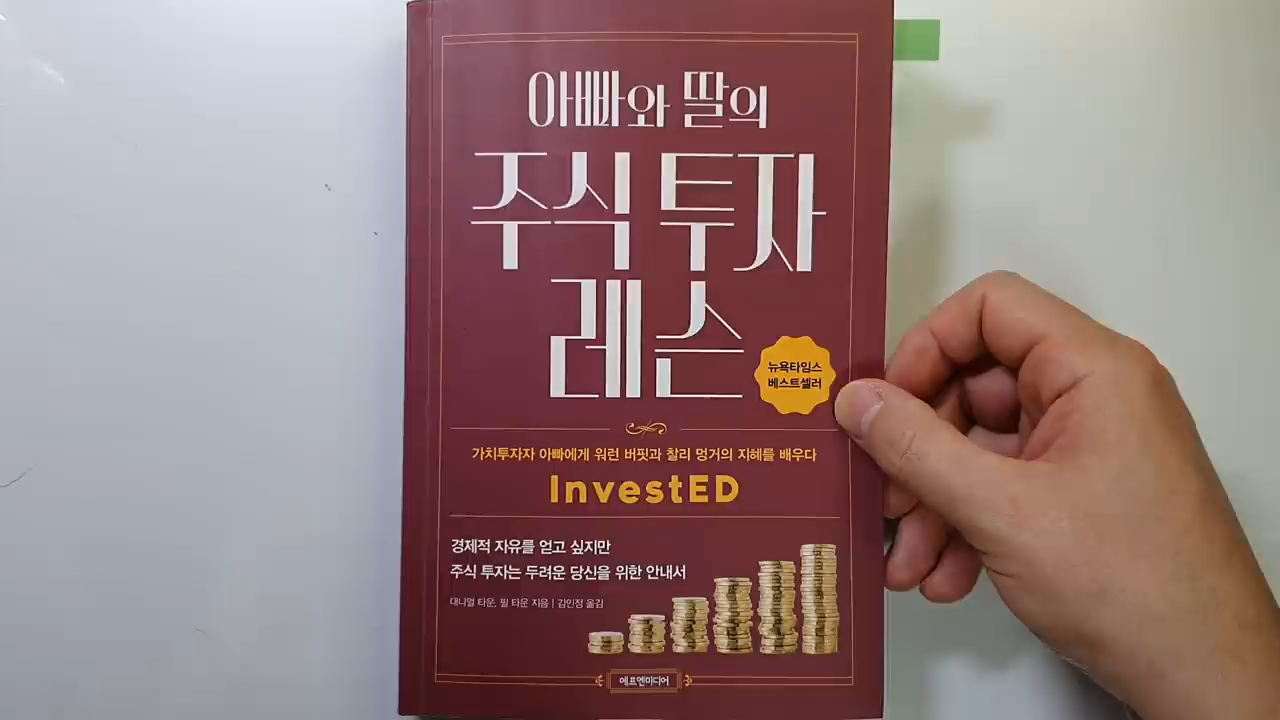 아빠와 딸의
주식 투자
레슨
뉴욕타임스
베스트셀러
가치투자자 아빠에게 워런 버핏과 찰리 멍거의 지혜를 배우다
InvestED
경제적 자유를 얻고 싶지만
주식 투자는 두려운 당신을 위한 안내서
대니얼 타운, 필 타운 지음 | 김인정 옮김
에프엔미디어